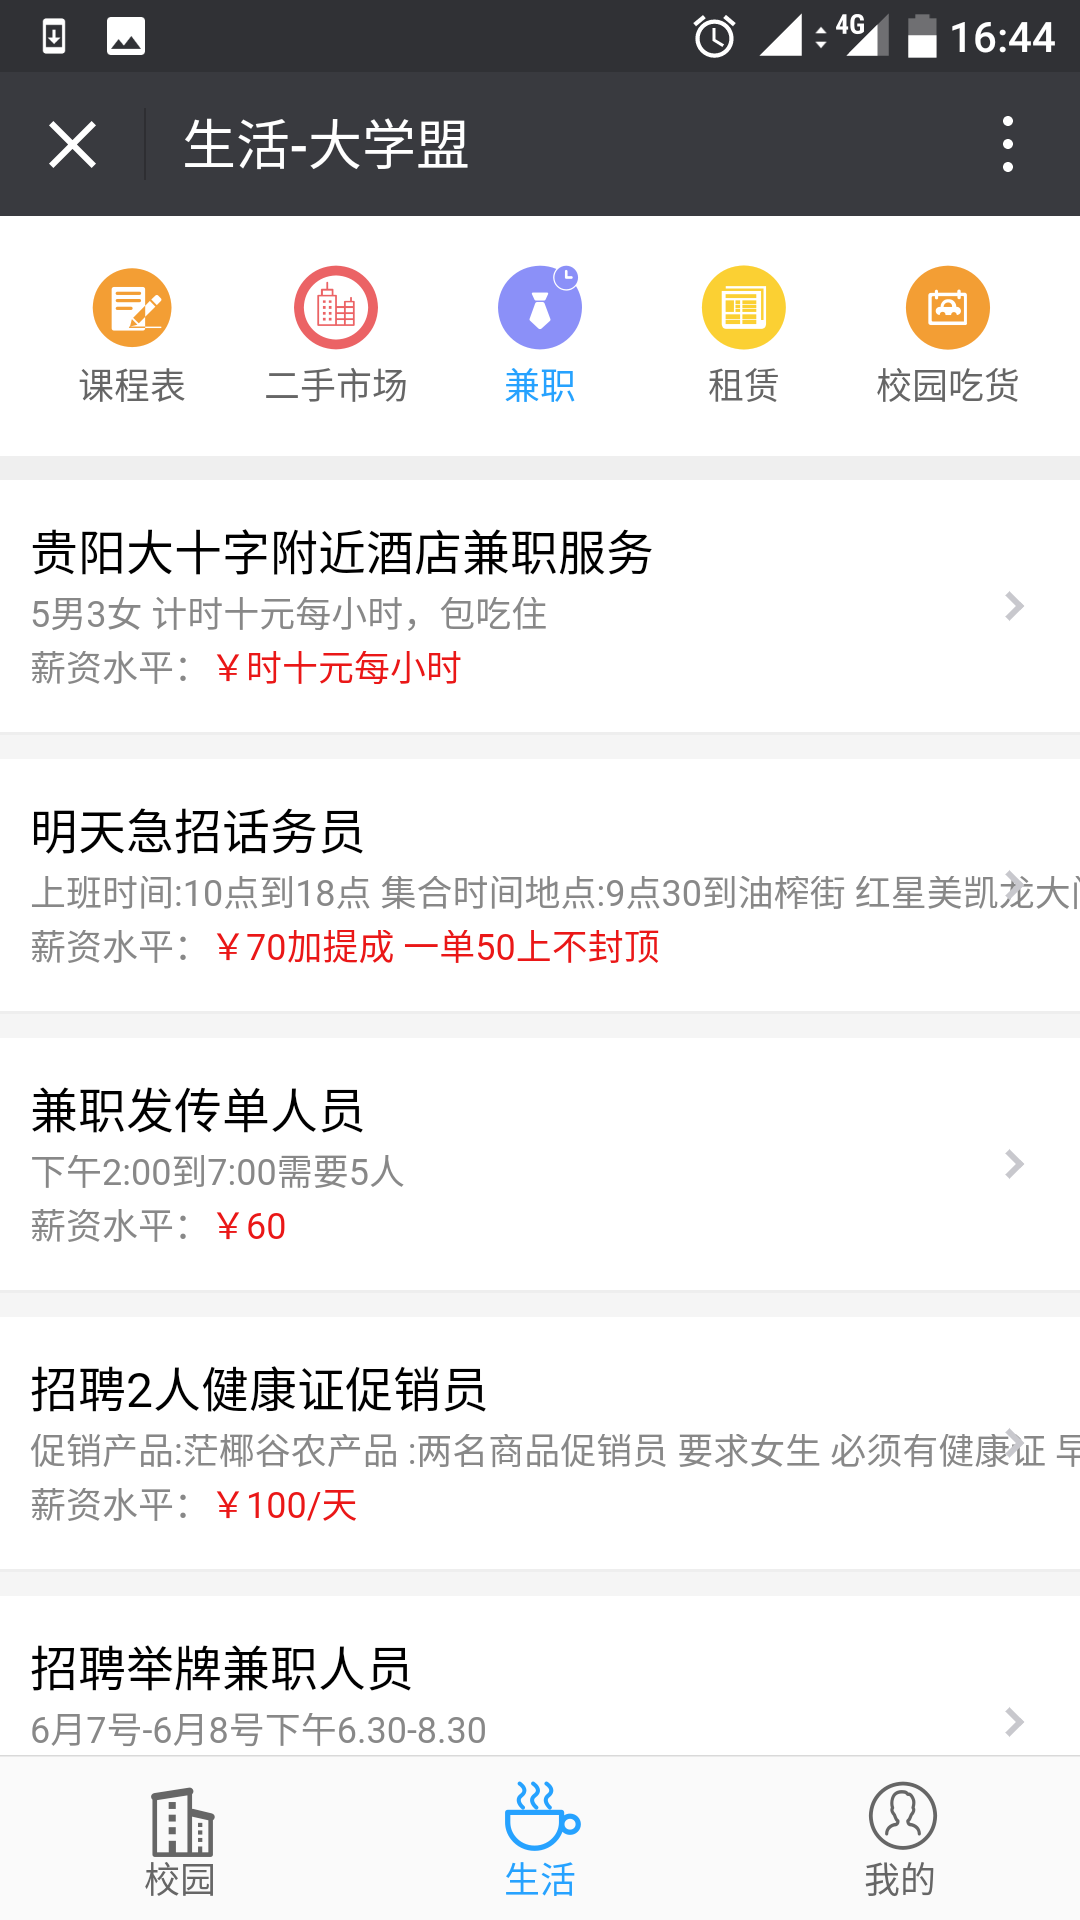 4G 16:44
生活-大学盟
课程表 二手市场 兼职 租赁 校园吃货
贵阳大十字附近酒店兼职服务
5男3女 计时十元每小时，包吃住
薪资水平：￥时十元每小时
明天急招话务员
上班时间:10点到18点 集合时间地点:9点30到油榨街 红星美凯龙大门
薪资水平：￥70加提成 一单50上不封顶
兼职发传单人员
下午2:00到7:00需要5人
薪资水平：￥60
招聘2人健康证促销员
促销产品:茫椰谷农产品 :两名商品促销员 要求女生 必须有健康证 早
薪资水平：￥100/天
招聘举牌兼职人员
6月7号-6月8号下午6.30-8.30
校园 生活 我的